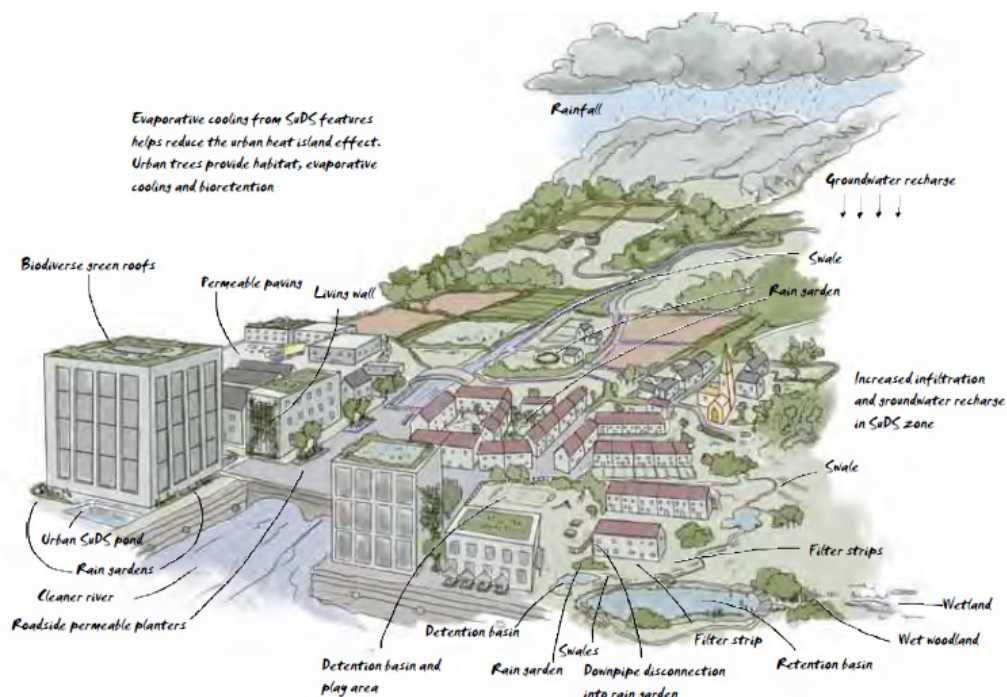 Rainfall
Evaporative cooling from SuDS features
helps reduce the urban heat island effect.
Urban trees provide habitat, evaporative
cooling and bioretention
Groundwater recharge
Swale
Biodiverse green roofs
Permeable paving
Living wall
Rain garden
Increased infiltration
and groundwater recharge
in SuDS zone
Swale
Urban SuDS pond
Rain gardens
Cleaner river
Roadside permeable planters
Filter strips
Wetland
Wet woodland
Detention basin
Filter strip
Swales
Detention basin and
play area
Rain garden
Downpipe disconnection
into rain garden
Retention basin